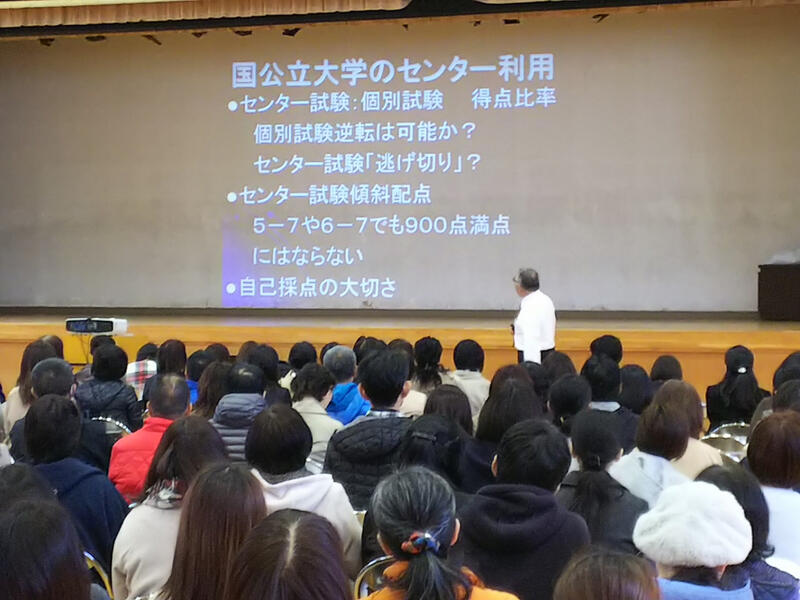 国公立大学のセンター利用
●センター試験:個別試験　得点比率
個別試験逆転は可能か？
センター試験「逃げ切り」？
●センター試験傾斜配点
５－７や６－７でも９００点満点
にはならない
●自己採点の大切さ